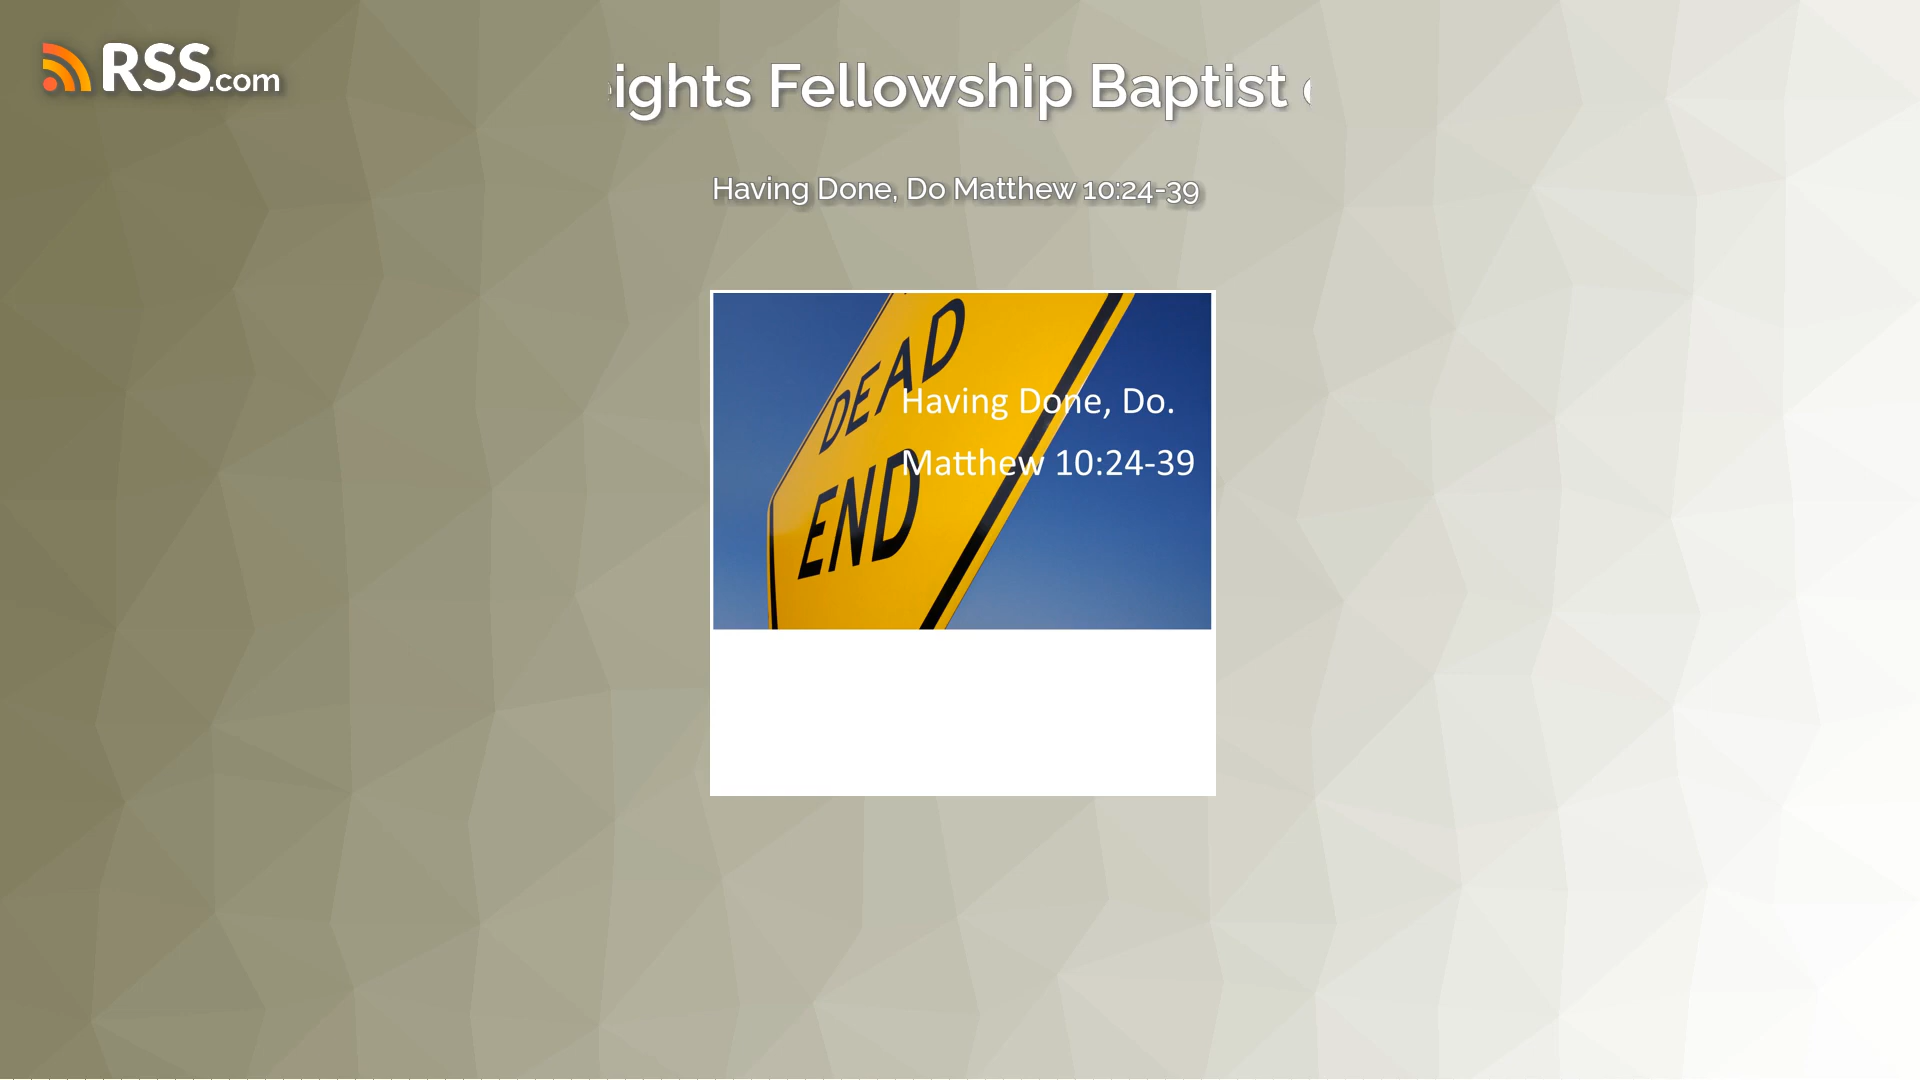 RSS.com
ights Fellowship Baptist
Having Done, Do Matthew 10:24-39
DEAD
END
Having Done, Do.
Matthew 10:24-39